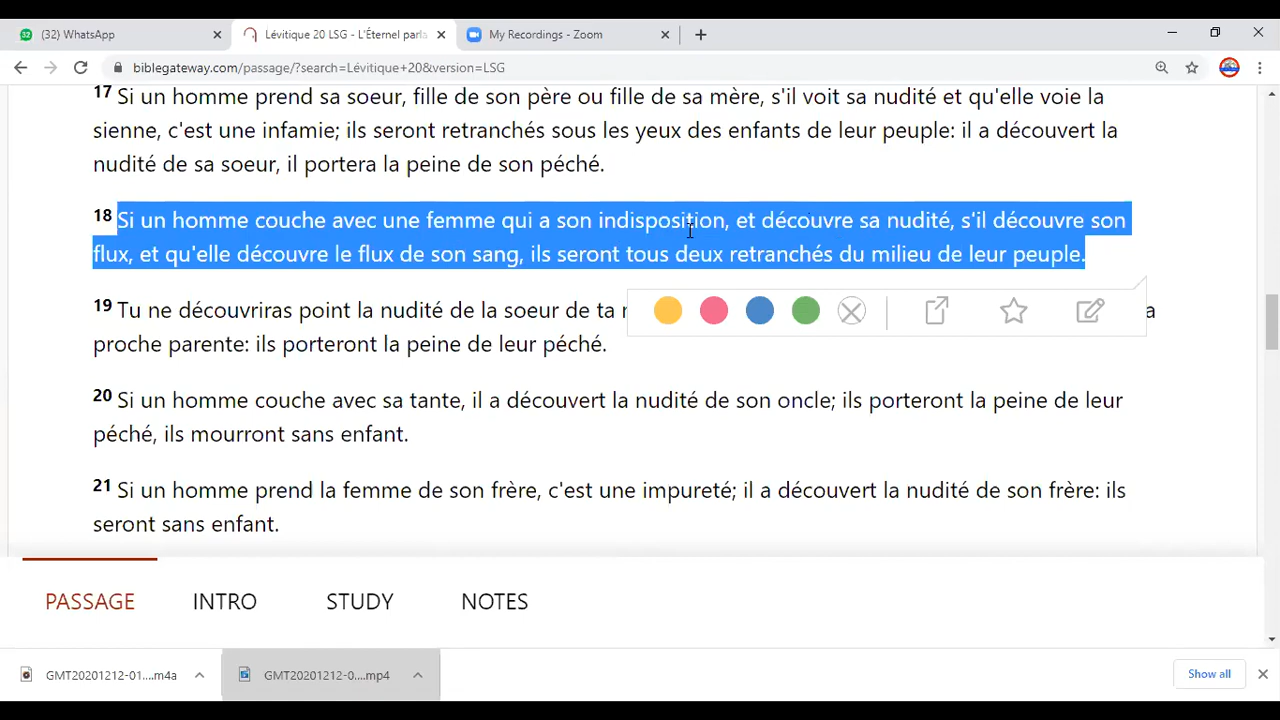 (32) WhatsApp
Lévitique 20 LSG - L'Éternel parla
My Recordings - Zoom
biblegateway.com/passage/?search=Lévitique+20&version=LSG
17 Si un homme prend sa soeur, fille de son père ou fille de sa mère, s'il voit sa nudité et qu'elle voie la
sienne, c'est une infamie; ils seront retranchés sous les yeux des enfants de leur peuple: il a découvert la
nudité de sa soeur, il portera la peine de son péché.
18 Si un homme couche avec une femme qui a son indisposition, et découvre sa nudité, s'il découvre son
flux, et qu'elle découvre le flux de son sang, ils seront tous deux retranchés du milieu de leur peuple.
19 Tu ne découvriras point la nudité de la soeur de ta a
proche parente: ils porteront la peine de leur péché.
20 Si un homme couche avec sa tante, il a découvert la nudité de son oncle; ils porteront la peine de leur
péché, ils mourront sans enfant.
21 Si un homme prend la femme de son frère, c'est une impureté; il a découvert la nudité de son frère: ils
seront sans enfant.
PASSAGE INTRO STUDY NOTES
GMT20201212-01....m4a GMT20201212-0....mp4 Show all